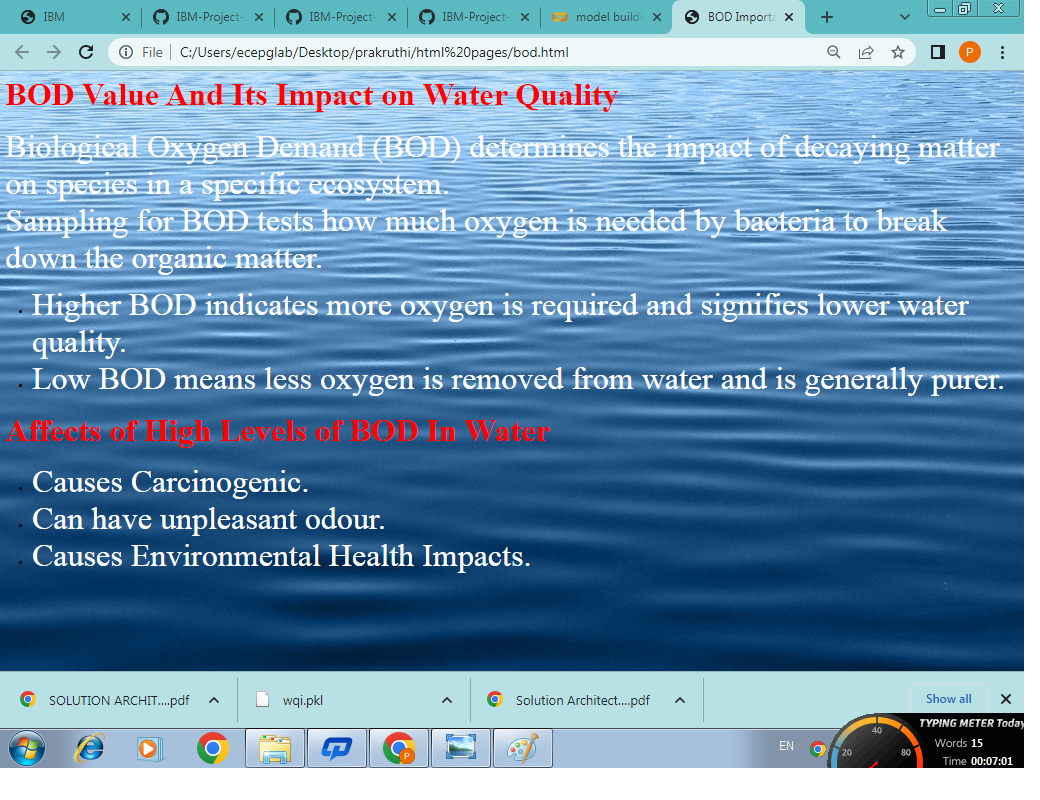 IBM
IBM-Project-
IBM-Project-
IBM-Project-
model buildi
BOD Importa
File
C:/Users/ecepglab/Desktop/prakruthi/html%20pages/bod.html
P
BOD Value And Its Impact on Water Quality
Biological Oxygen Demand (BOD) determines the impact of decaying matter
on species in a specific ecosystem.
Sampling for BOD tests how much oxygen is needed by bacteria to break
down the organic matter.
Higher BOD indicates more oxygen is required and signifies lower water
quality.
Low BOD means less oxygen is removed from water and is generally purer.
Affects of High Levels of BOD In Water
Causes Carcinogenic.
Can have unpleasant odour.
Causes Environmental Health Impacts.
SOLUTION ARCHIT....pdf
wqi.pkl
Solution Architect....pdf
Show all
P
EN
20
40
80
TYPING METER Today
Words 15
Time 00:07:01